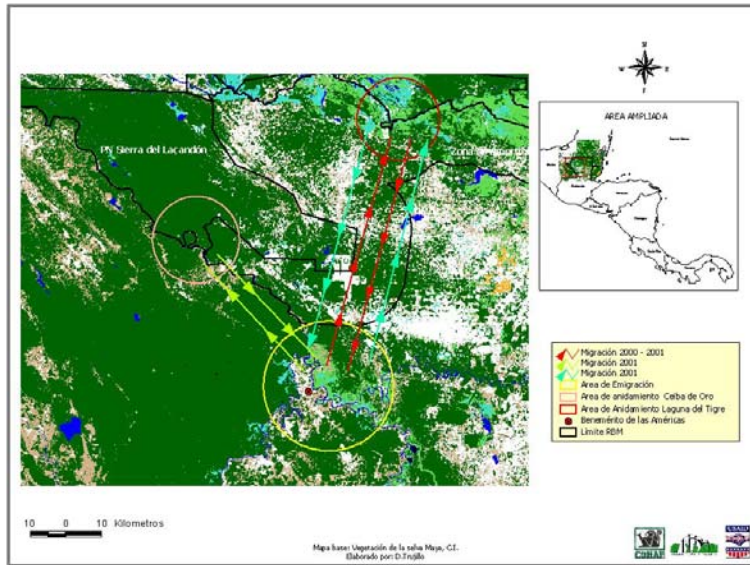 N
W E
AREA AMPLIADA
PN Sierra del Lacandón
Migración 2000 - 2001
Migración 2001
Migración 2001
Area de Emigración
Area de anidamiento Ceiba de Oro
Area de Anidamiento Laguna del Tigre
Benemérito de las Américas
Límite RBM
10 0 10 Kilometros
Mapa base: Vegetación de la selva Maya, CI.
Elaborado por: D.Trujillo
CONAP
USAID